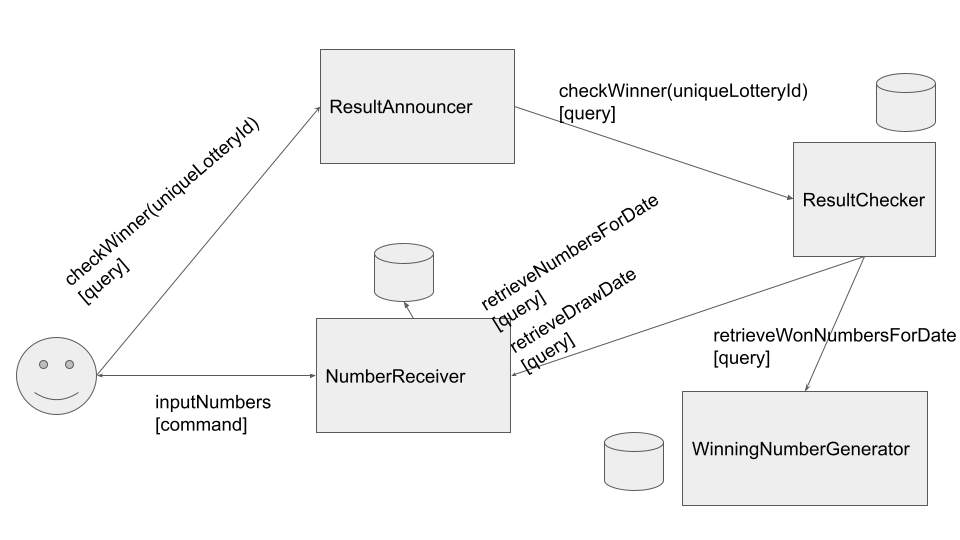 ResultAnnouncer
checkWinner(uniqueLotteryId)
[query]
ResultChecker
checkWinner(uniqueLotteryId)
[query]
retrieveNumbersForDate
[query]
retrieveDrawDate
[query]
retrieveWonNumbersForDate
[query]
NumberReceiver
inputNumbers
[command]
WinningNumberGenerator